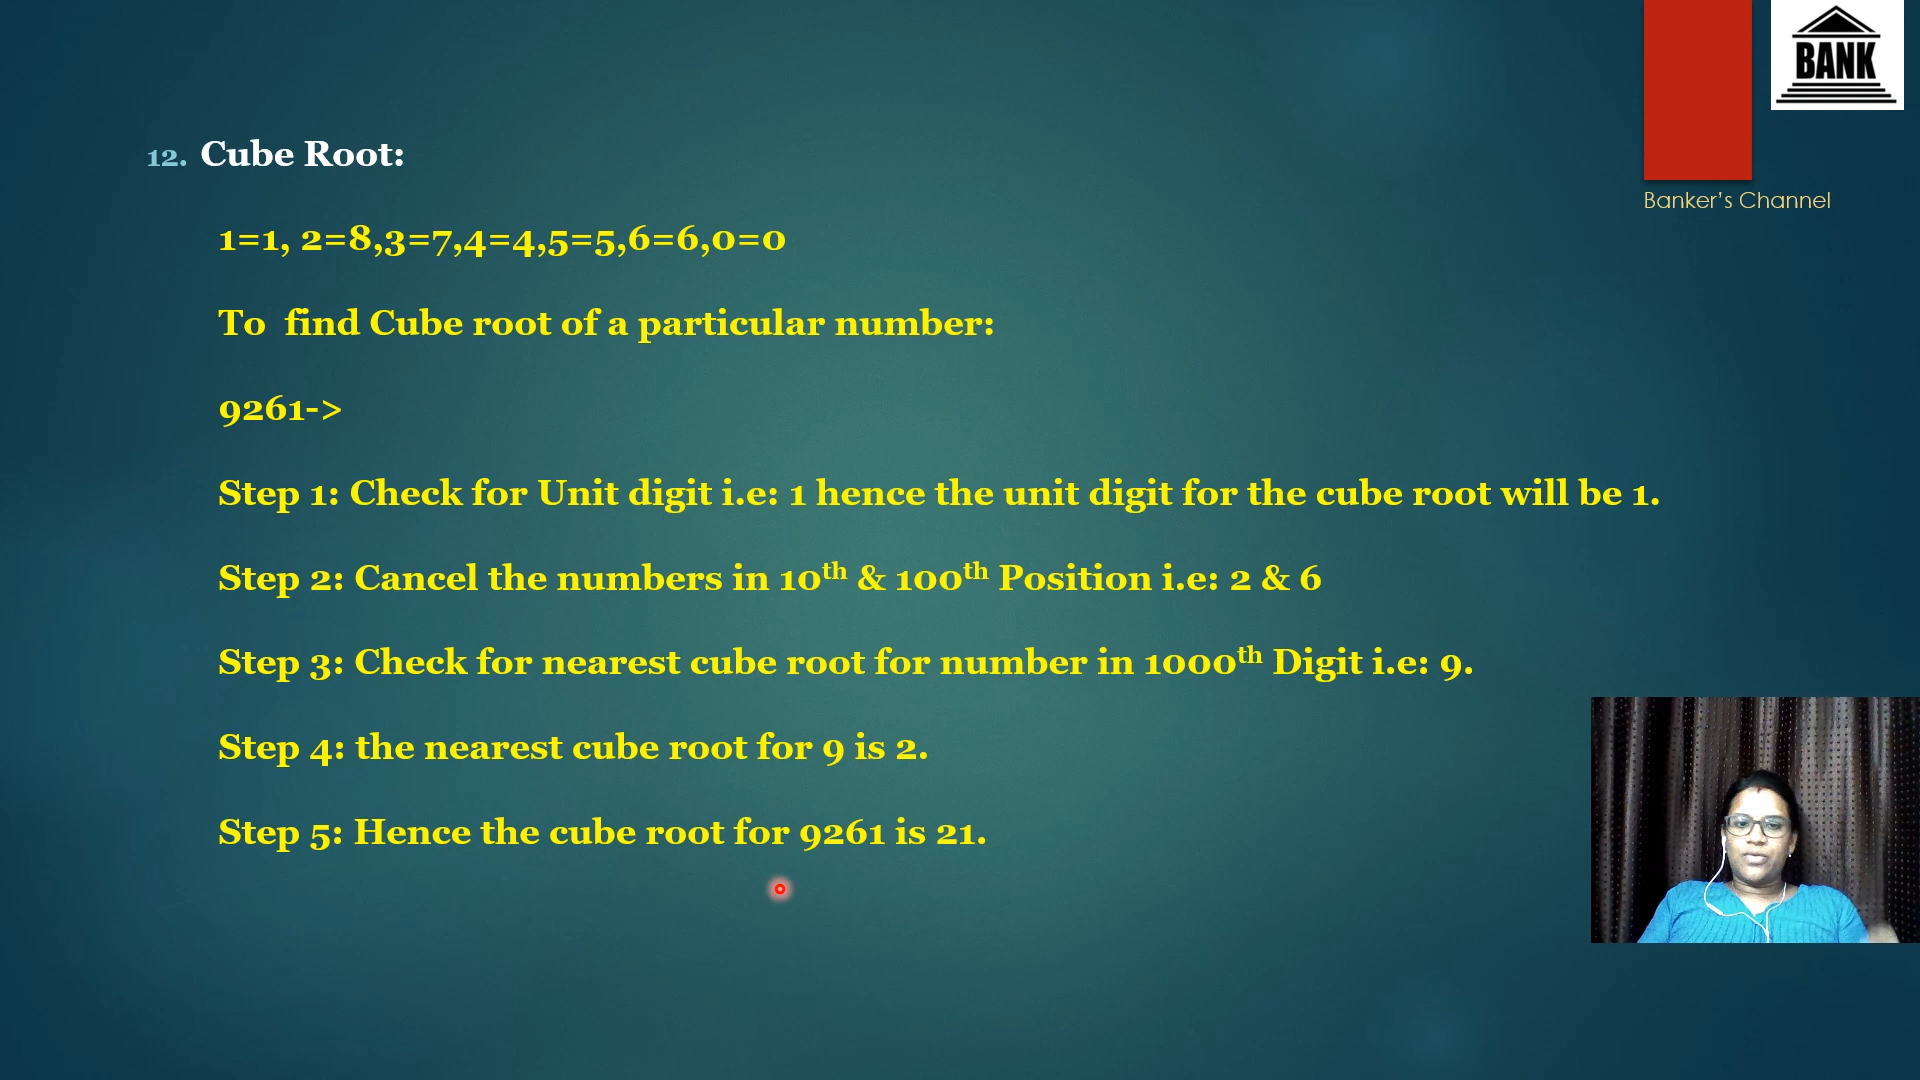 BANK
Banker’s Channel
12. Cube Root:
1=1, 2=8,3=7,4=4,5=5,6=6,0=0
To  find Cube root of a particular number:
9261->
Step 1: Check for Unit digit i.e: 1 hence the unit digit for the cube root will be 1.
Step 2: Cancel the numbers in 10th & 100th Position i.e: 2 & 6
Step 3: Check for nearest cube root for number in 1000th Digit i.e: 9.
Step 4: the nearest cube root for 9 is 2.
Step 5: Hence the cube root for 9261 is 21.